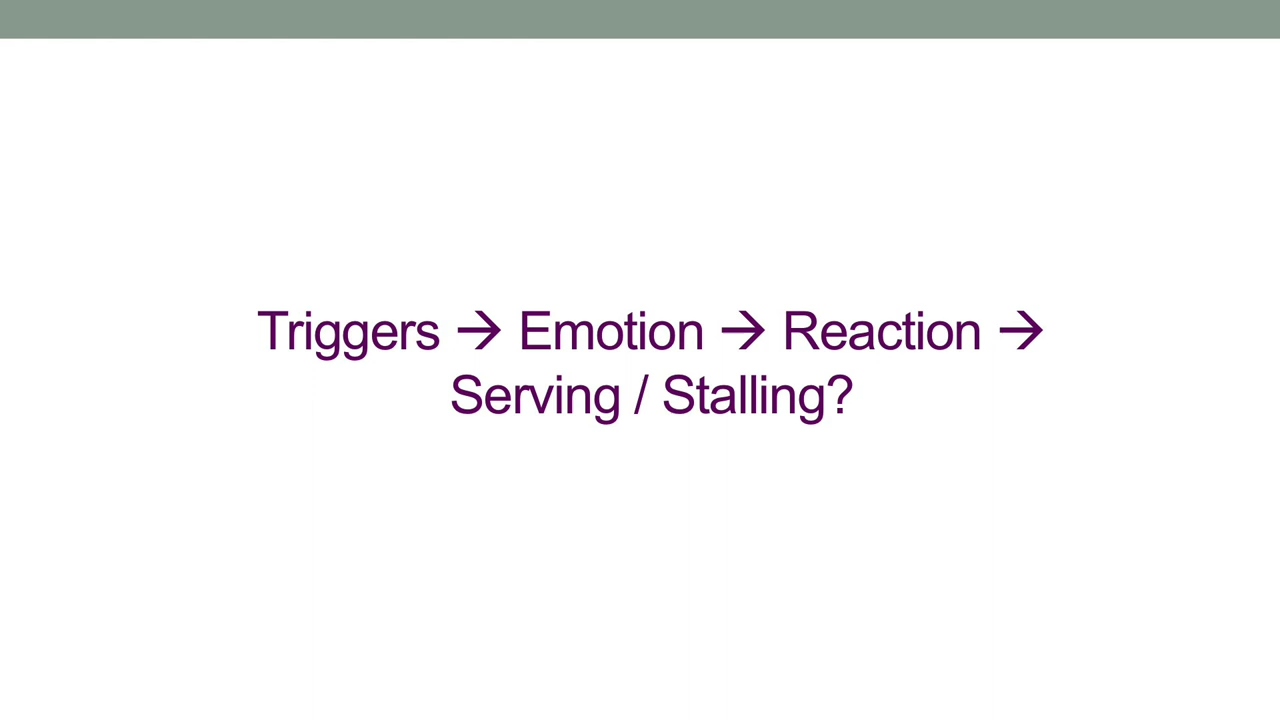 Triggers → Emotion → Reaction →
Serving / Stalling?